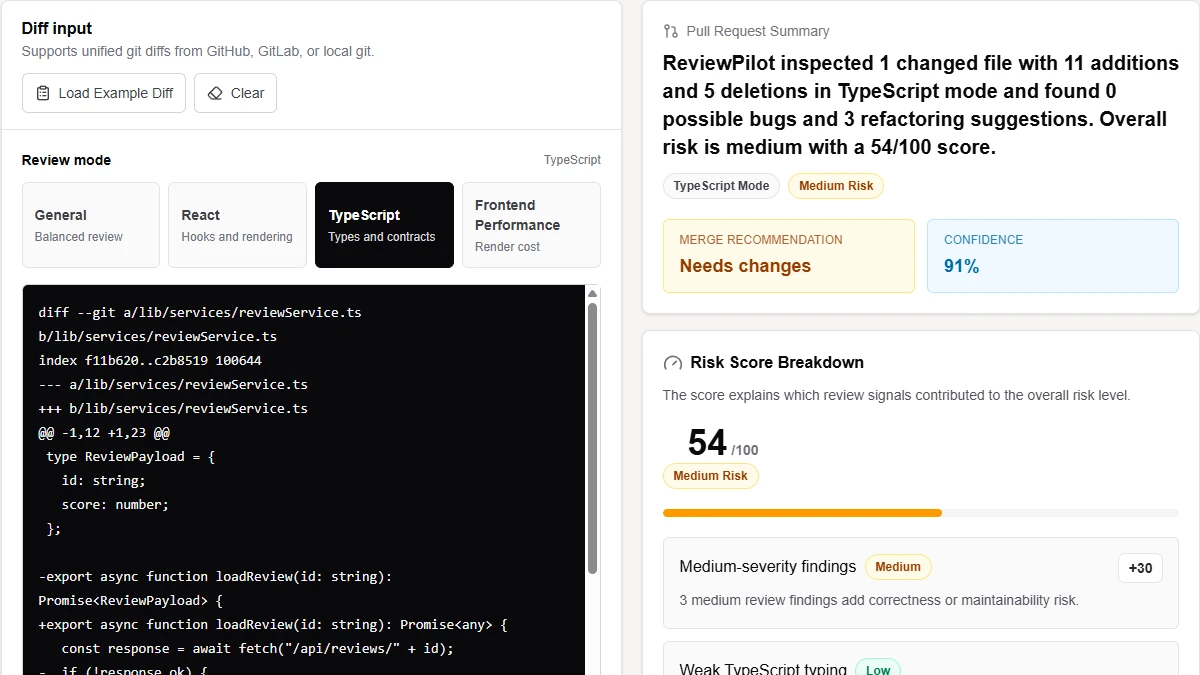 Diff input
Supports unified git diffs from GitHub, GitLab, or local git.
Load Example Diff
Clear
Review mode
TypeScript
General
Balanced review
React
Hooks and rendering
TypeScript
Types and contracts
Frontend
Performance
Render cost
diff --git a/lib/services/reviewService.ts
b/lib/services/reviewService.ts
index f11b620..c2b8519 100644
--- a/lib/services/reviewService.ts
+++ b/lib/services/reviewService.ts
@@ -1,12 +1,23 @@
 type ReviewPayload = {
   id: string;
   score: number;
 };
-export async function loadReview(id: string):
Promise<ReviewPayload> {
+export async function loadReview(id: string): Promise<any> {
   const response = await fetch("/api/reviews/" + id);
-  if (!response.ok) {
Pull Request Summary
ReviewPilot inspected 1 changed file with 11 additions
and 5 deletions in TypeScript mode and found 0
possible bugs and 3 refactoring suggestions. Overall
risk is medium with a 54/100 score.
TypeScript Mode
Medium Risk
MERGE RECOMMENDATION
Needs changes
CONFIDENCE
91%
Risk Score Breakdown
The score explains which review signals contributed to the overall risk level.
54 /100
Medium Risk
Medium-severity findings
Medium
+30
3 medium review findings add correctness or maintainability risk.
Weak TypeScript typing
Low